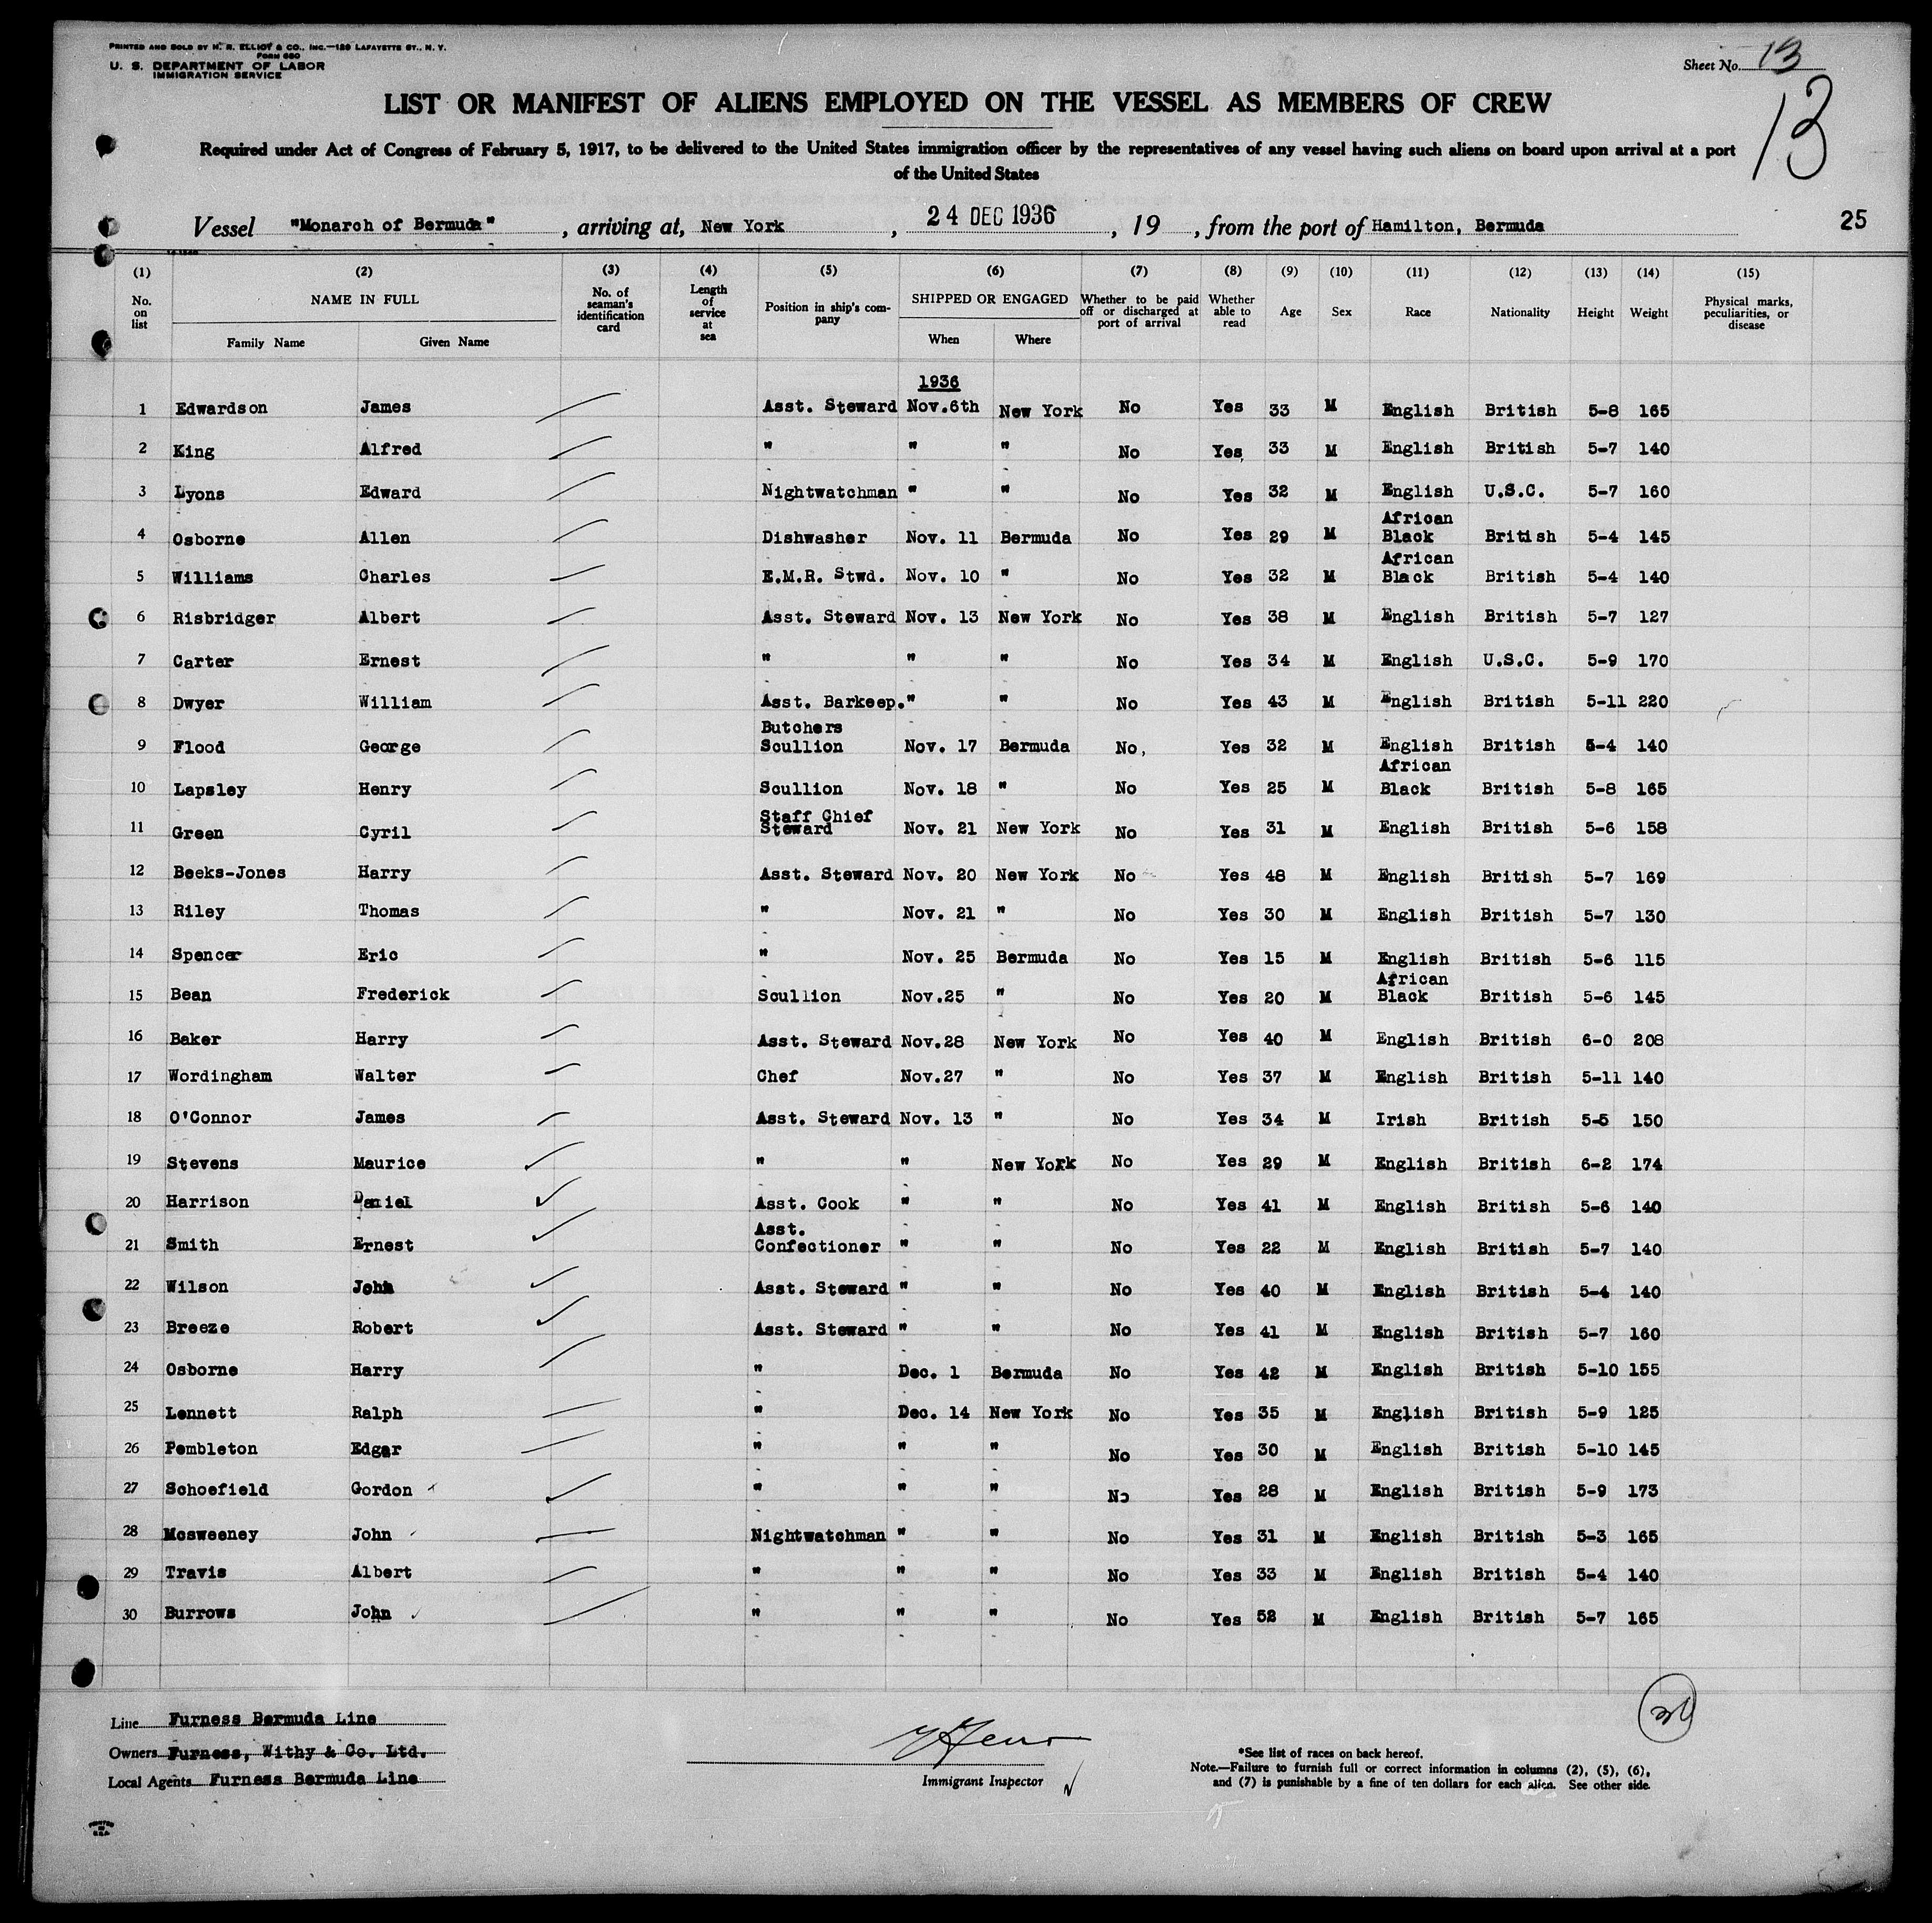 PRINTED AND SOLD BY H. R. ELLIOT & CO., INC.—129 LAFAYETTE ST., N. Y.
FORM 680
U. S. DEPARTMENT OF LABOR
IMMIGRATION SERVICE
Sheet No. 13
13
LIST OR MANIFEST OF ALIENS EMPLOYED ON THE VESSEL AS MEMBERS OF CREW
Required under Act of Congress of February 5, 1917, to be delivered to the United States immigration officer by the representatives of any vessel having such aliens on board upon arrival at a port
of the United States
Vessel "Monarch of Bermuda", arriving at, New York, 24 DEC 1936, 19 , from the port of Hamilton, Bermuda 25
(1) (2) (3) (4) (5) (6) (7) (8) (9) (10) (11) (12) (13) (14) (15)
No. on list NAME IN FULL Family Name Given Name No. of seaman's identification card Length of service at sea Position in ship's company SHIPPED OR ENGAGED When Where Whether to be paid off or discharged at port of arrival Whether able to read Age Sex Race Nationality Height Weight Physical marks, peculiarities, or disease
1936
1 Edwardson James Asst. Steward Nov.6th New York No Yes 33 M English British 5-8 165
2 King Alfred " " " No Yes 33 M English British 5-7 140
3 Lyons Edward Nightwatchman " " No Yes 32 M English U.S.C. 5-7 160
4 Osborne Allen Dishwasher Nov. 11 Bermuda No Yes 29 M African Black British 5-4 145
5 Williams Charles E.M.R. Stwd. Nov. 10 " No Yes 32 M African Black British 5-4 140
6 Risbridger Albert Asst. Steward Nov. 13 New York No Yes 38 M English British 5-7 127
7 Carter Ernest " " " No Yes 34 M English U.S.C. 5-9 170
8 Dwyer William Asst. Barkeep. " " No Yes 43 M English British 5-11 220
9 Flood George Butchers Scullion Nov. 17 Bermuda No, Yes 32 M English British 5-4 140
10 Lapsley Henry Scullion Nov. 18 " No Yes 25 M African Black British 5-8 165
11 Green Cyril Staff Chief Steward Nov. 21 New York No Yes 31 M English British 5-6 158
12 Beeks-Jones Harry Asst. Steward Nov. 20 New York No Yes 48 M English British 5-7 169
13 Riley Thomas " Nov. 21 " No Yes 30 M English British 5-7 130
14 Spencer Eric " Nov. 25 Bermuda No Yes 15 M English British 5-6 115
15 Bean Frederick Scullion Nov.25 " No Yes 20 M African Black British 5-6 145
16 Baker Harry Asst. Steward Nov.28 New York No Yes 40 M English British 6-0 208
17 Wordingham Walter Chef Nov.27 " No Yes 37 M English British 5-11 140
18 O'Connor James Asst. Steward Nov. 13 " No Yes 34 M Irish British 5-5 150
19 Stevens Maurice " " New York No Yes 29 M English British 6-2 174
20 Harrison Daniel Asst. Cook " " No Yes 41 M English British 5-6 140
21 Smith Ernest Asst. Confectioner " " No Yes 22 M English British 5-7 140
22 Wilson John Asst. Steward " " No Yes 40 M English British 5-4 140
23 Breeze Robert Asst. Steward " " No Yes 41 M English British 5-7 160
24 Osborne Harry " Dec. 1 Bermuda No Yes 42 M English British 5-10 155
25 Lennett Ralph " Dec. 14 New York No Yes 35 M English British 5-9 125
26 Pembleton Edgar " " " No Yes 30 M English British 5-10 145
27 Schoefield Gordon " " " No Yes 28 M English British 5-9 173
28 Mcsweeney John Nightwatchman " " No Yes 31 M English British 5-3 165
29 Travis Albert " " " No Yes 33 M English British 5-4 140
30 Burrows John " " " No Yes 52 M English British 5-7 165
Line Furness Bermuda Line
Owners Furness, Withy & Co. Ltd.
Local Agents Furness Bermuda Line
Immigrant Inspector
*See list of races on back hereof.
Note.—Failure to furnish full or correct information in columns (2), (5), (6),
and (7) is punishable by a fine of ten dollars for each alien. See other side.
PRINTED IN U.S.A.